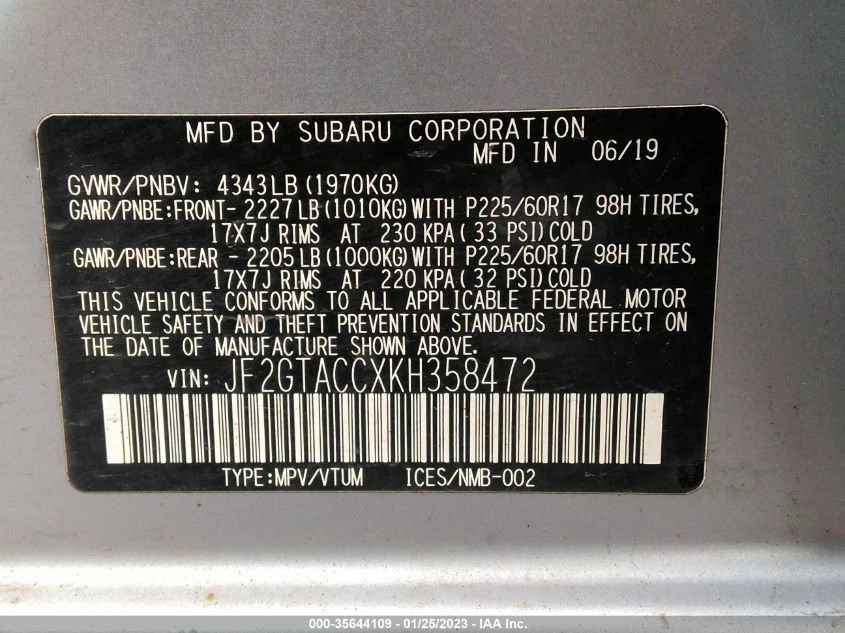 MFD BY SUBARU CORPORATION
MFD IN 06/19
GVWR/PNBV: 4343LB (1970KG)
GAWR/PNBE:FRONT- 2227LB (1010KG) WITH P225/60R17 98H TIRES,
17X7J RIMS AT 230 KPA ( 33 PSI) COLD
GAWR/PNBE:REAR - 2205LB (1000KG) WITH P225/60R17 98H TIRES,
17X7J RIMS AT 220 KPA ( 32 PSI) COLD
THIS VEHICLE CONFORMS TO ALL APPLICABLE FEDERAL MOTOR
VEHICLE SAFETY AND THEFT PREVENTION STANDARDS IN EFFECT ON
THE DATE OF MANUFACTURE SHOWN ABOVE.
VIN: JF2GTACCXKH358472
TYPE:MPV/VTUM ICES/NMB-002
000-35644109 - 01/25/2023 - IAA Inc.